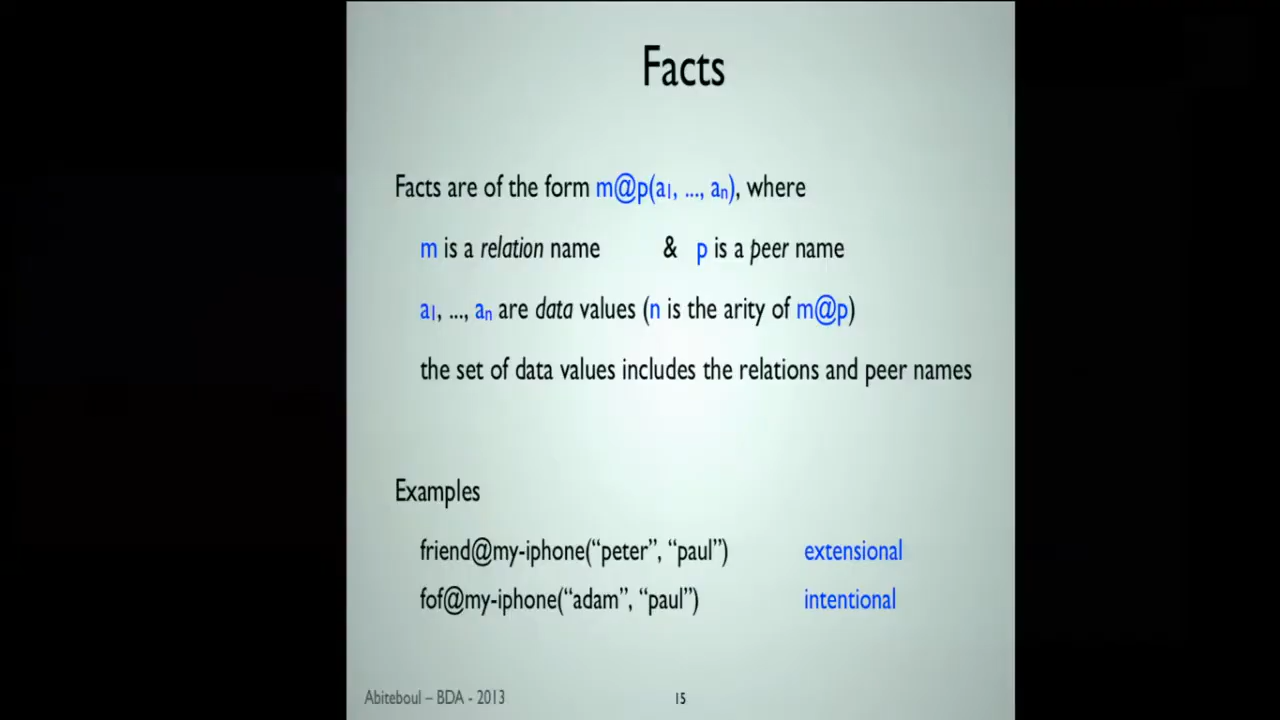 Facts
Facts are of the form m@p(a1, ..., an), where
m is a relation name & p is a peer name
a1, ..., an are data values (n is the arity of m@p)
the set of data values includes the relations and peer names
Examples
friend@my-iphone(“peter”, “paul”) extensional
fof@my-iphone(“adam”, “paul”) intentional
Abiteboul – BDA - 2013 15